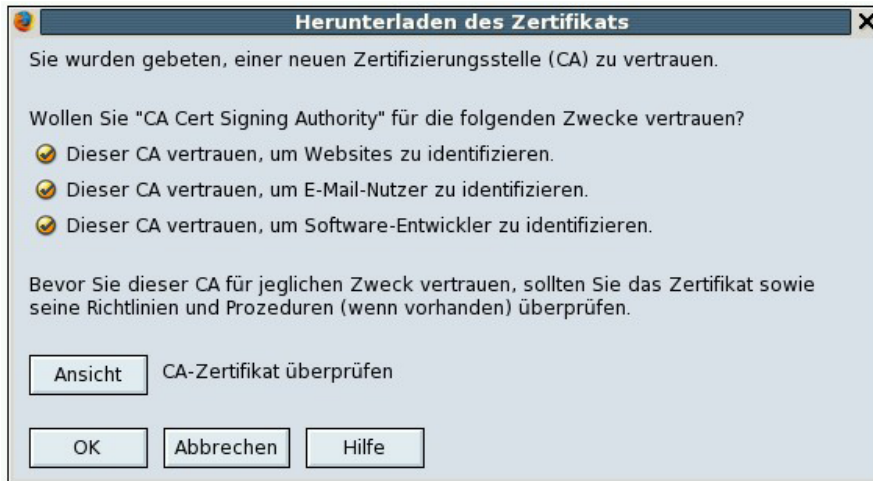 Herunterladen des Zertifikats
Sie wurden gebeten, einer neuen Zertifizierungsstelle (CA) zu vertrauen.
Wollen Sie "CA Cert Signing Authority" für die folgenden Zwecke vertrauen?
Dieser CA vertrauen, um Websites zu identifizieren.
Dieser CA vertrauen, um E-Mail-Nutzer zu identifizieren.
Dieser CA vertrauen, um Software-Entwickler zu identifizieren.
Bevor Sie dieser CA für jeglichen Zweck vertrauen, sollten Sie das Zertifikat sowie
seine Richtlinien und Prozeduren (wenn vorhanden) überprüfen.
Ansicht CA-Zertifikat überprüfen
OK Abbrechen Hilfe